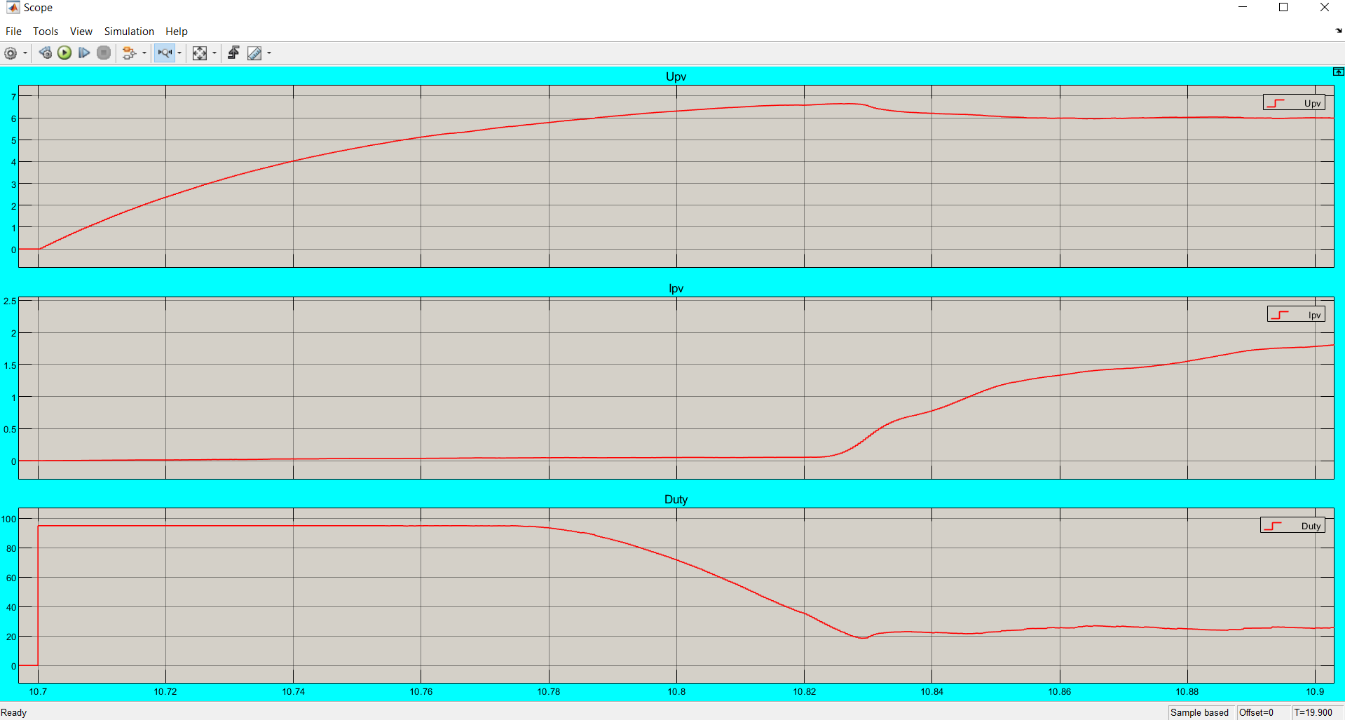 Scope
File Tools View Simulation Help
Upv
7
6
5
4
3
2
1
0
Upv
Ipv
2.5
2
1.5
1
0.5
0
Ipv
Duty
100
80
60
40
20
0
Duty
10.7 10.72 10.74 10.76 10.78 10.8 10.82 10.84 10.86 10.88 10.9
Ready Sample based Offset=0 T=19.900